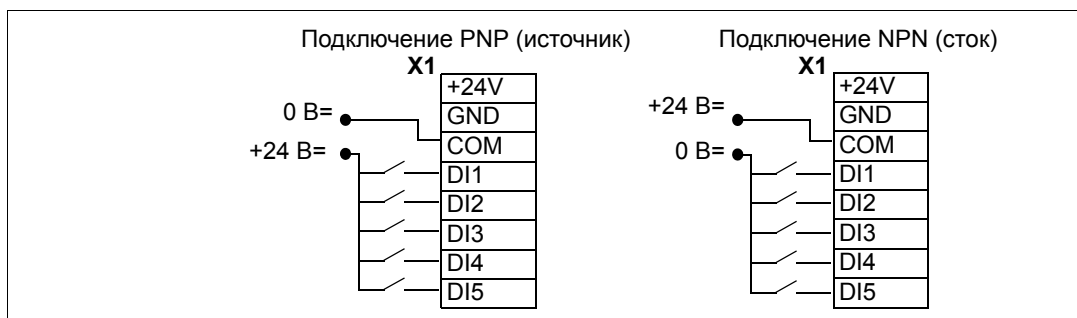 Подключение PNP (источник)
X1
+24V
GND
COM
DI1
DI2
DI3
DI4
DI5
0 В=
+24 В=
Подключение NPN (сток)
X1
+24V
GND
COM
DI1
DI2
DI3
DI4
DI5
+24 В=
0 В=